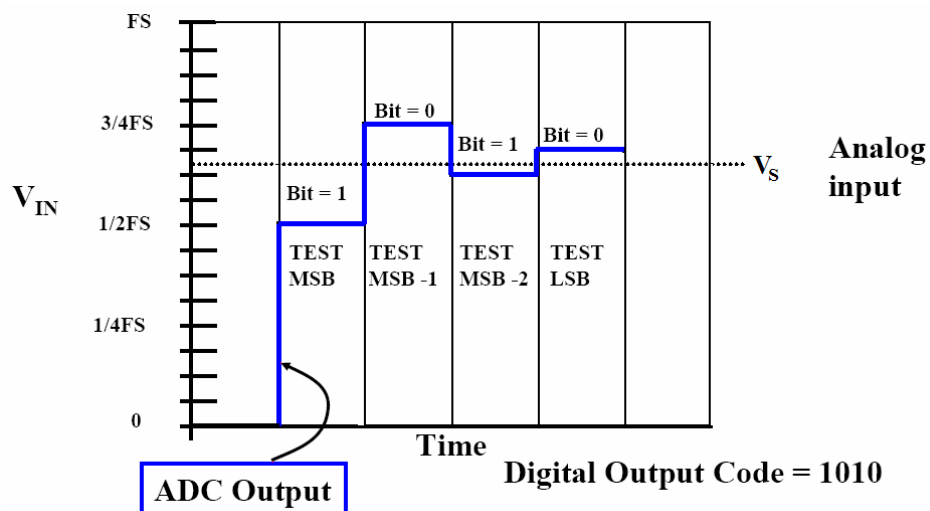 FS
3/4FS
Bit = 0
Bit = 1
Bit = 0
V_S
Analog
input
V_IN
Bit = 1
1/2FS
TEST
MSB
TEST
MSB -1
TEST
MSB -2
TEST
LSB
1/4FS
0
Time
ADC Output
Digital Output Code = 1010